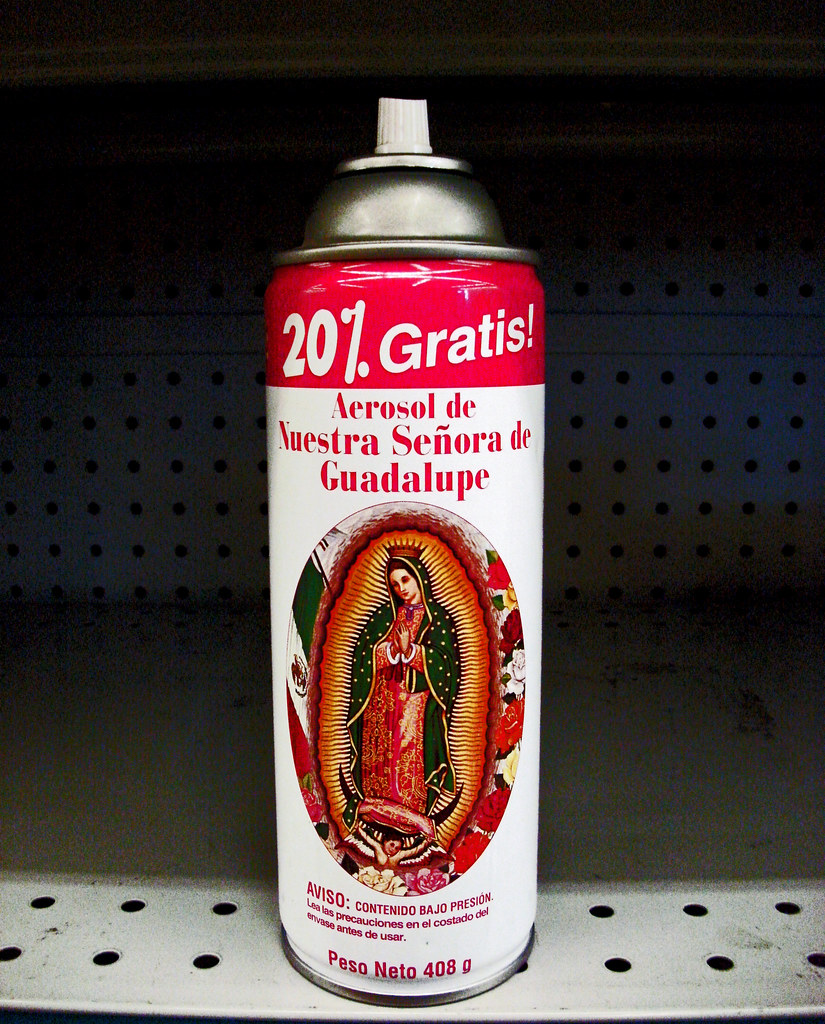 20% Gratis!
Aerosol de
Nuestra Señora de
Guadalupe
AVISO: CONTENIDO BAJO PRESIÓN.
Lea las precauciones en el costado del
envase antes de usar.
Peso Neto 408 g